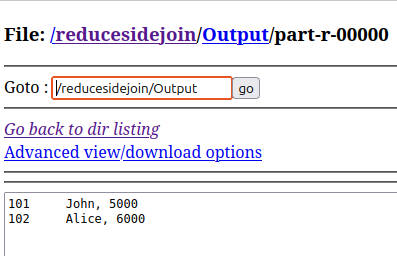 File: /reducesidejoin/Output/part-r-00000
Goto : /reducesidejoin/Output go
Go back to dir listing
Advanced view/download options
101 John, 5000
102 Alice, 6000